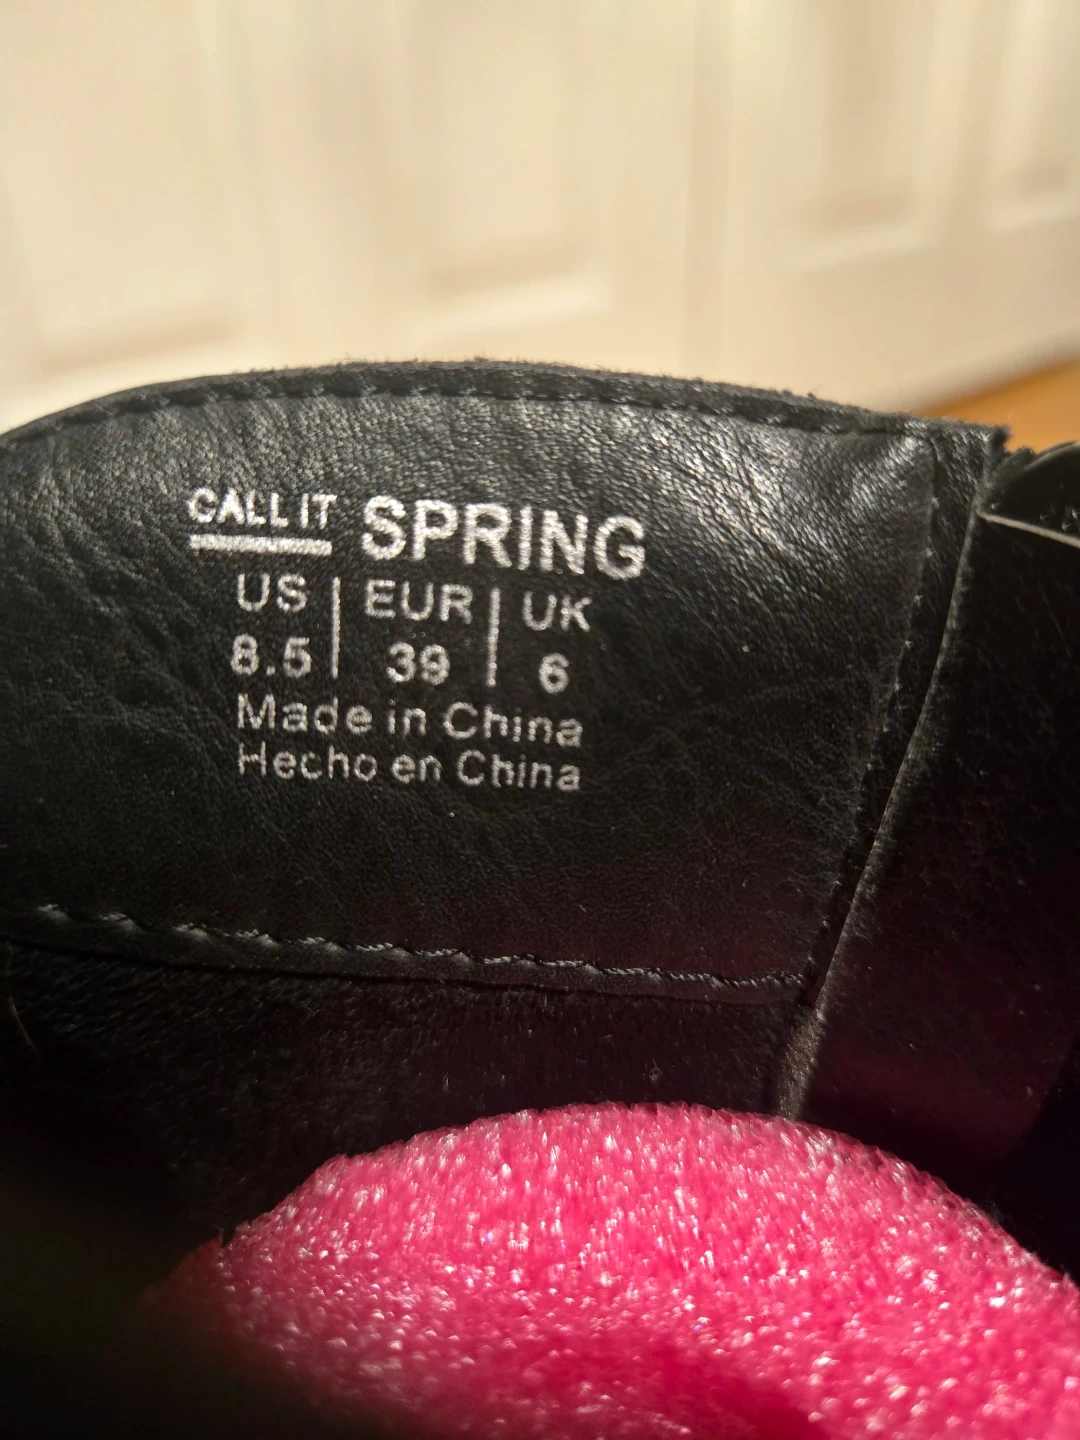 CALL IT SPRING
US | EUR | UK
8.5 | 39 | 6
Made in China
Hecho en China